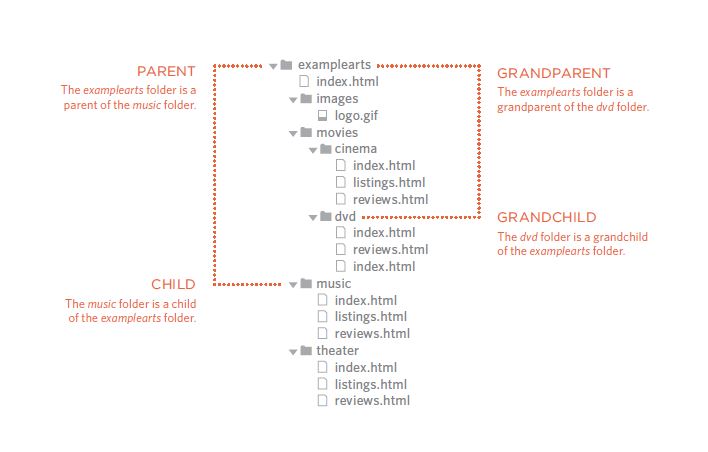 PARENT
The examplearts folder is a
parent of the music folder.
CHILD
The music folder is a child
of the examplearts folder.
examplearts
index.html
images
logo.gif
movies
cinema
index.html
listings.html
reviews.html
dvd
index.html
reviews.html
index.html
music
index.html
listings.html
reviews.html
theater
index.html
listings.html
reviews.html
GRANDPARENT
The examplearts folder is a
grandparent of the dvd folder.
GRANDCHILD
The dvd folder is a grandchild
of the examplearts folder.